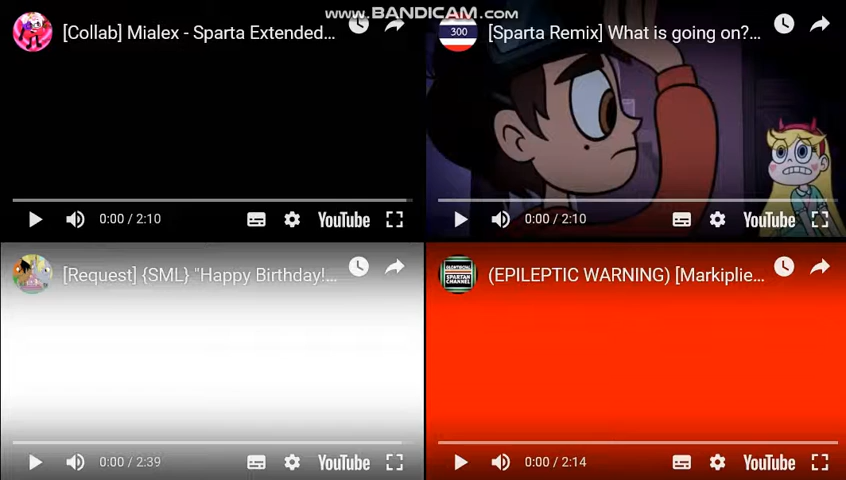 www.BANDICAM.com
[Collab] Mialex - Sparta Extended...
300
[Sparta Remix] What is going on?...
0:00 / 2:10
YouTube
0:00 / 2:10
YouTube
[Request] {SML} "Happy Birthday!...
SPARTAN
CHANNEL
(EPILEPTIC WARNING) [Markiplie...
0:00 / 2:39
YouTube
0:00 / 2:14
YouTube